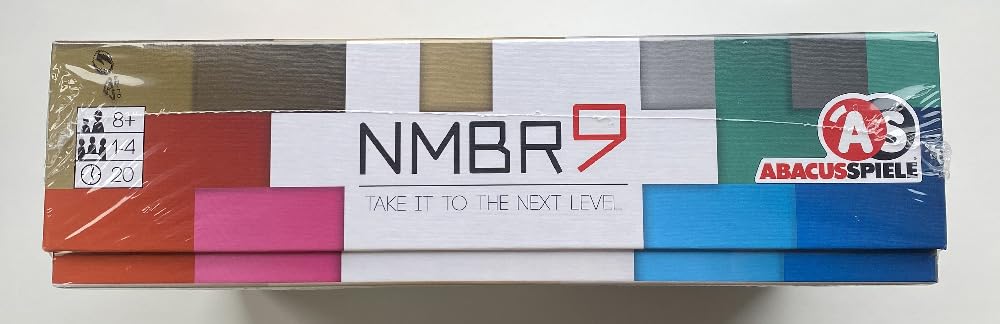 8+
1-4
20
NMBR9
TAKE IT TO THE NEXT LEVEL
AS
ABACUSSPIELE